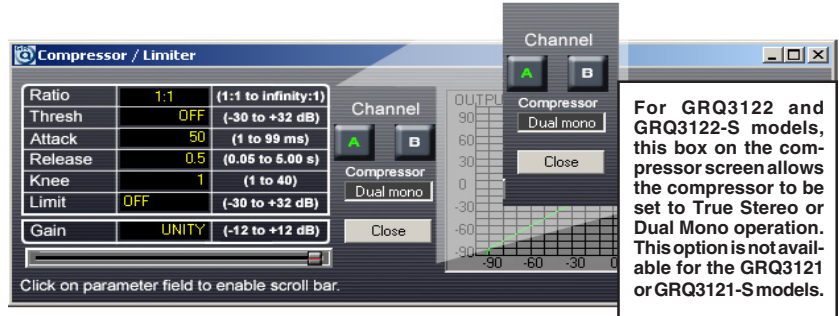 Compressor / Limiter
Ratio 1:1 (1:1 to infinity:1)
Thresh OFF (-30 to +32 dB)
Attack 50 (1 to 99 ms)
Release 0.5 (0.05 to 5.00 s)
Knee 1 (1 to 40)
Limit OFF (-30 to +32 dB)
Gain UNITY (-12 to +12 dB)
Click on parameter field to enable scroll bar.
Channel
A B
Compressor
Dual mono
Close
OUTPU
90
60
30
0
-30
-60
-90
-90 -60 -30 0
Channel
A B
Compressor
Dual mono
Close
For GRQ3122 and
GRQ3122-S models,
this box on the com-
pressor screen allows
the compressor to be
set to True Stereo or
Dual Mono operation.
This option is not avail-
able for the GRQ3121
or GRQ3121-S models.